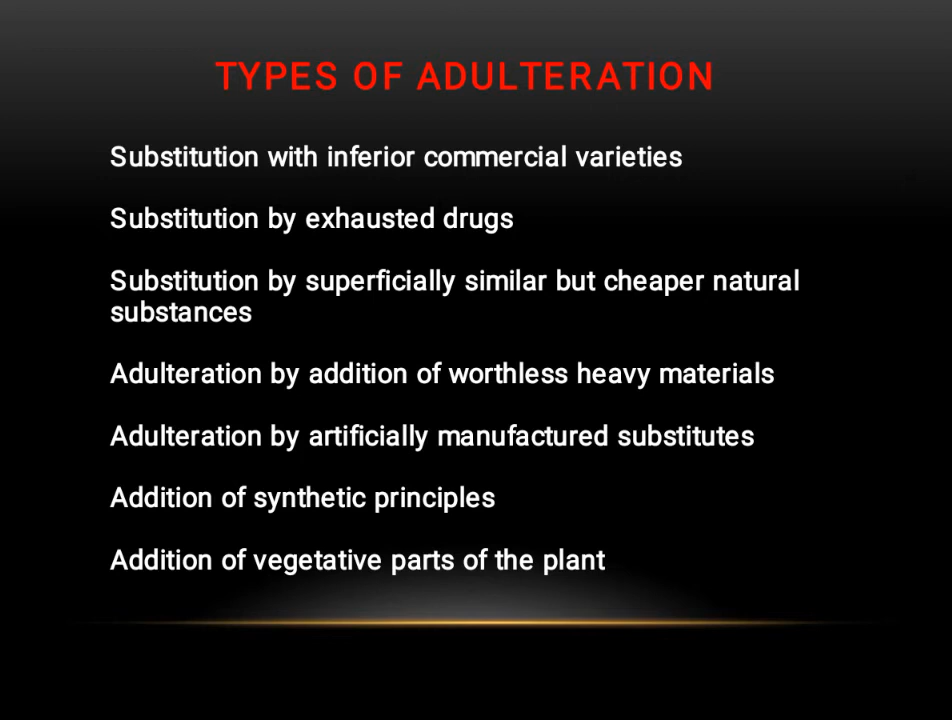 TYPES OF ADULTERATION
Substitution with inferior commercial varieties
Substitution by exhausted drugs
Substitution by superficially similar but cheaper natural
substances
Adulteration by addition of worthless heavy materials
Adulteration by artificially manufactured substitutes
Addition of synthetic principles
Addition of vegetative parts of the plant